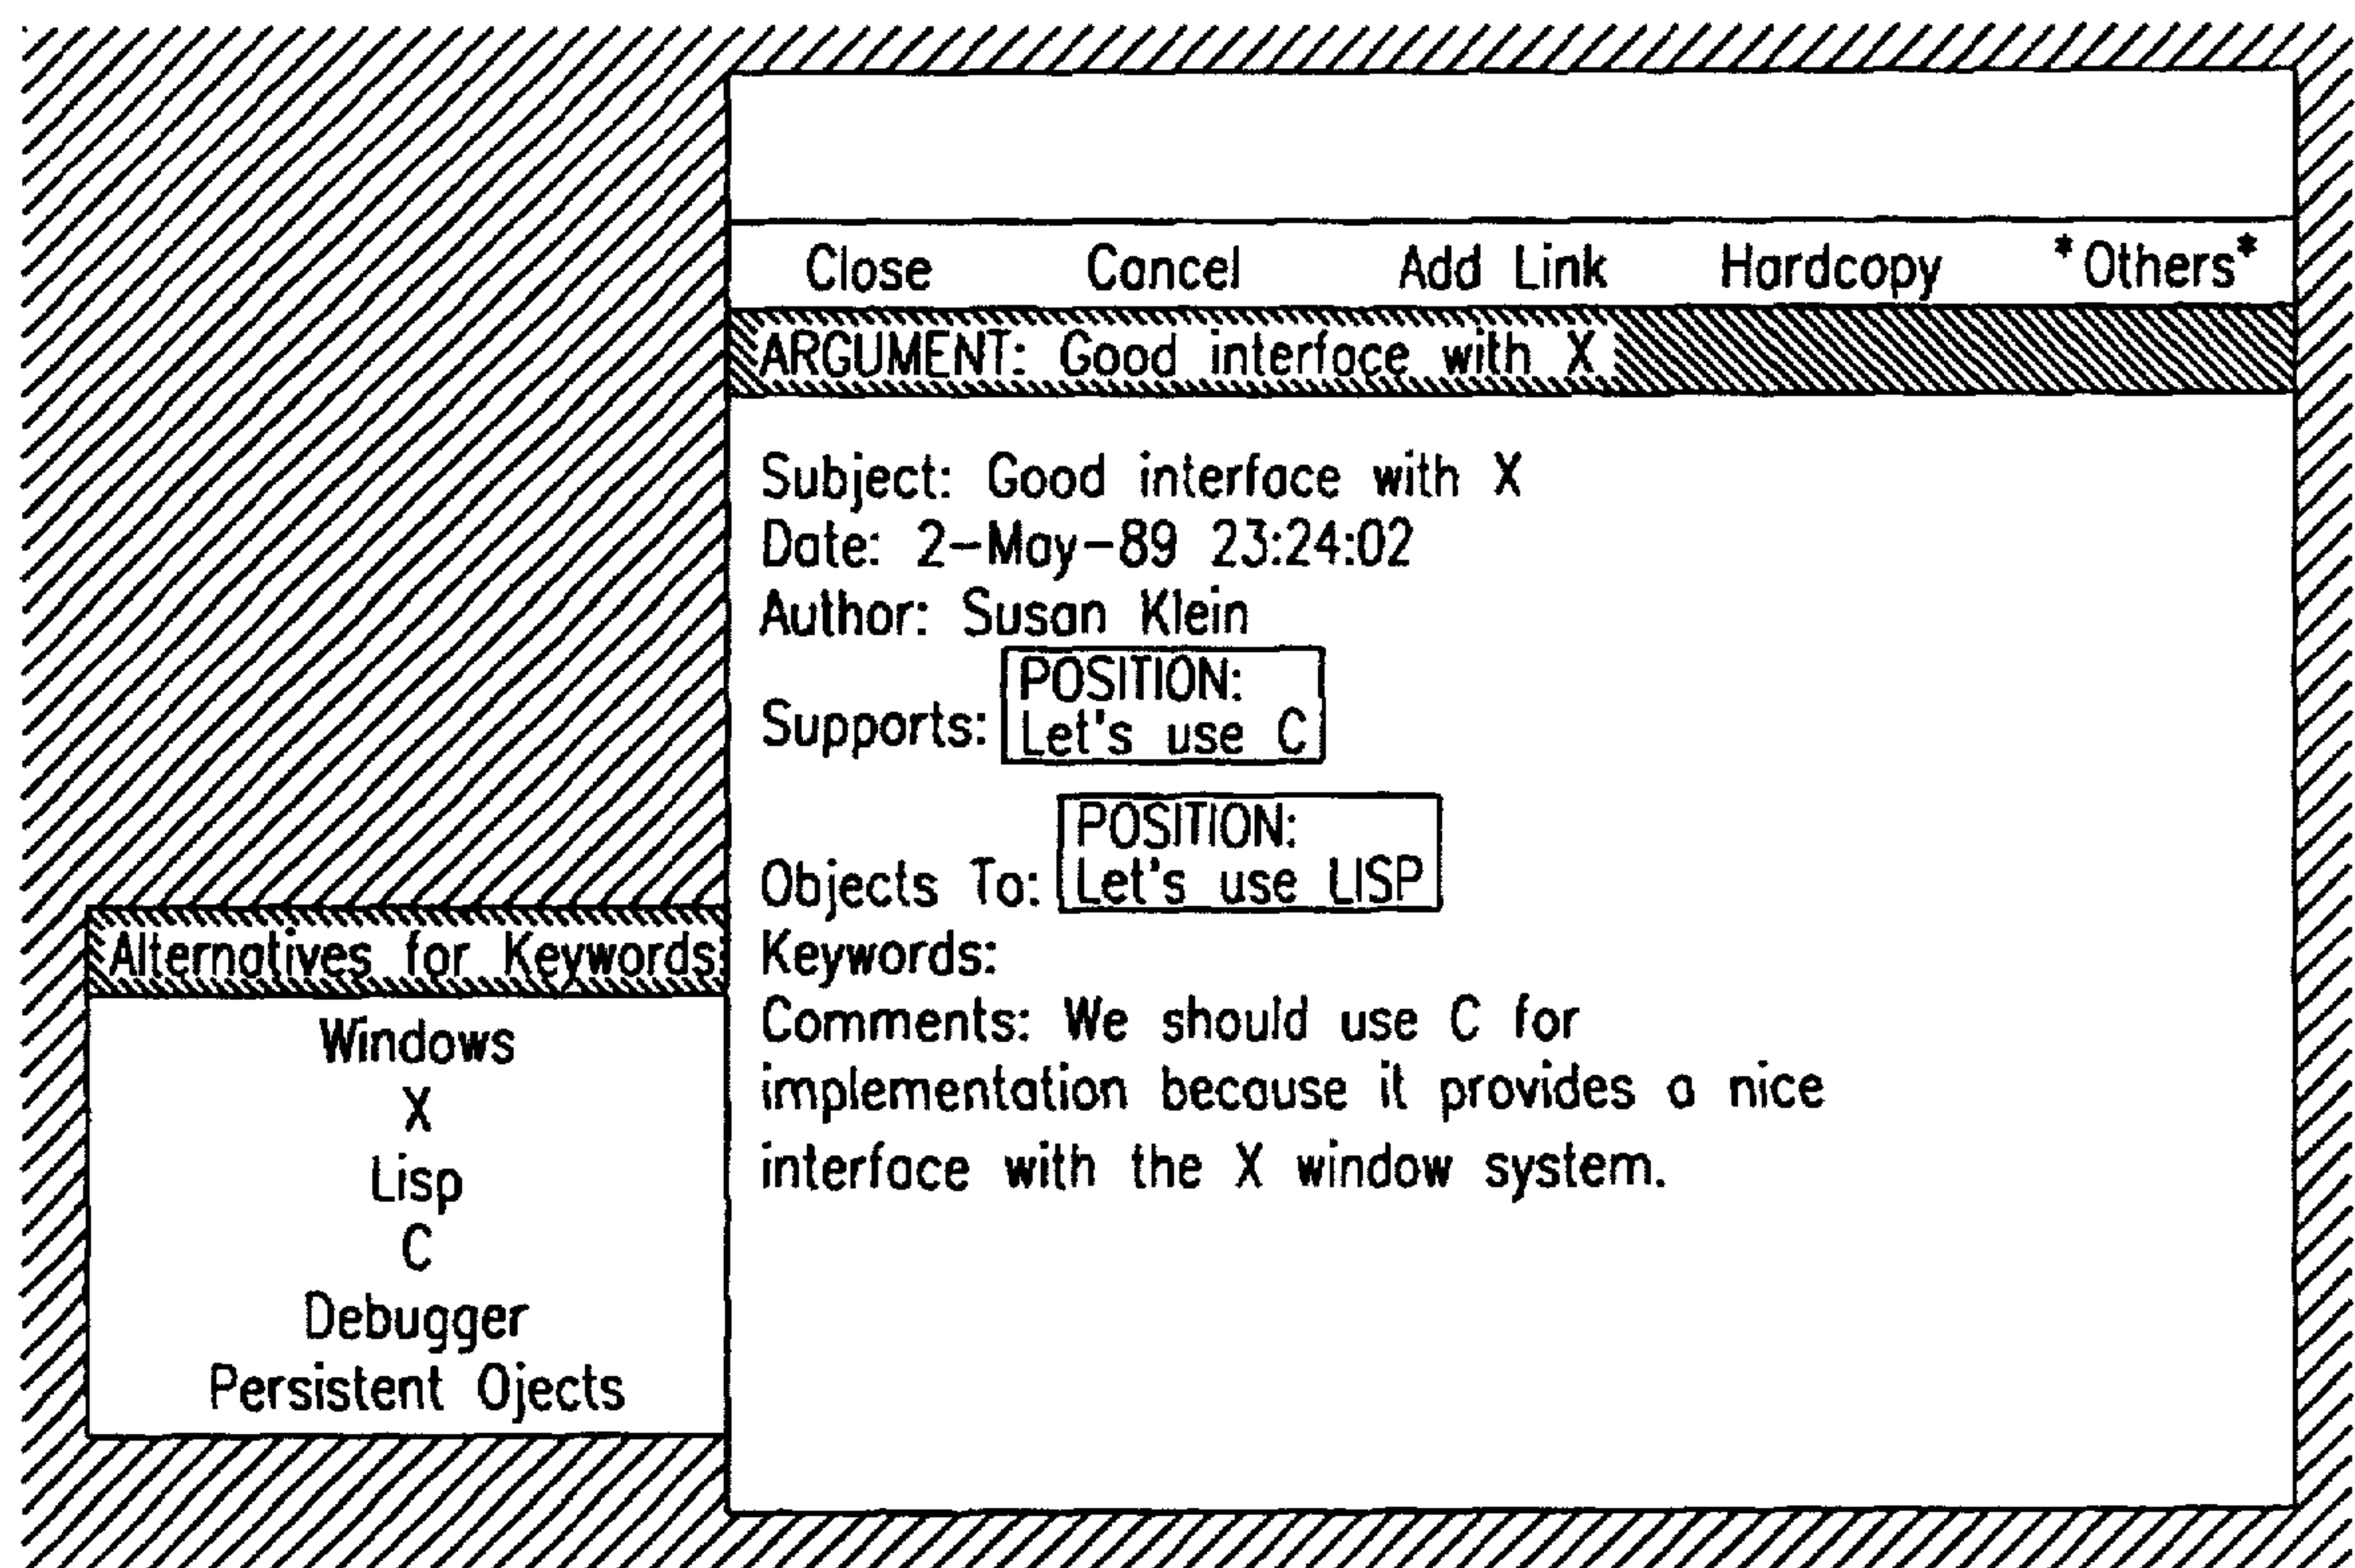 Close Cancel Add Link Hardcopy *Others*
ARGUMENT: Good interface with X
Subject: Good interface with X
Date: 2-May-89 23:24:02
Author: Susan Klein
POSITION:
Supports: Let's use C
POSITION:
Objects To: Let's use LISP
Keywords:
Comments: We should use C for
implementation because it provides a nice
interface with the X window system.
Alternatives for Keywords
Windows
X
Lisp
C
Debugger
Persistent Ojects